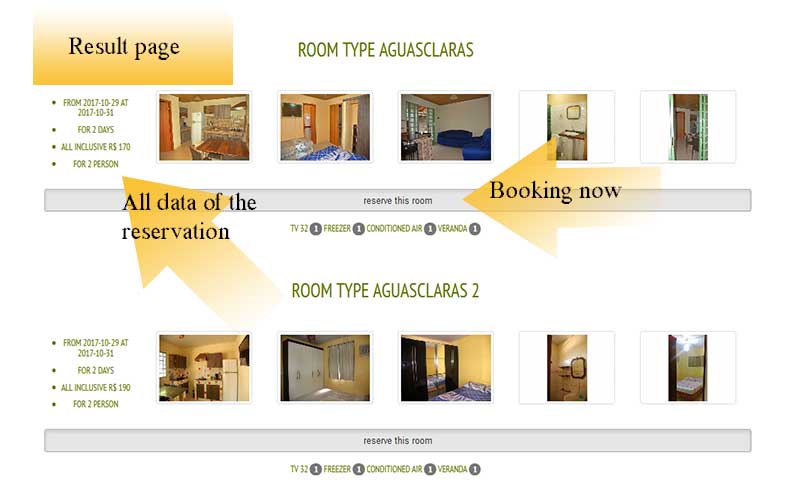 Result page
ROOM TYPE AGUASCLARAS
FROM 2017-10-29 AT
2017-10-31
FOR 2 DAYS
ALL INCLUSIVE R$ 170
FOR 2 PERSON
All data of the
reservation
reserve this room
Booking now
TV 32 1 FREEZER 1 CONDITIONED AIR 1 VERANDA 1
ROOM TYPE AGUASCLARAS 2
FROM 2017-10-29 AT
2017-10-31
FOR 2 DAYS
ALL INCLUSIVE R$ 190
FOR 2 PERSON
reserve this room
TV 32 1 FREEZER 1 CONDITIONED AIR 1 VERANDA 1